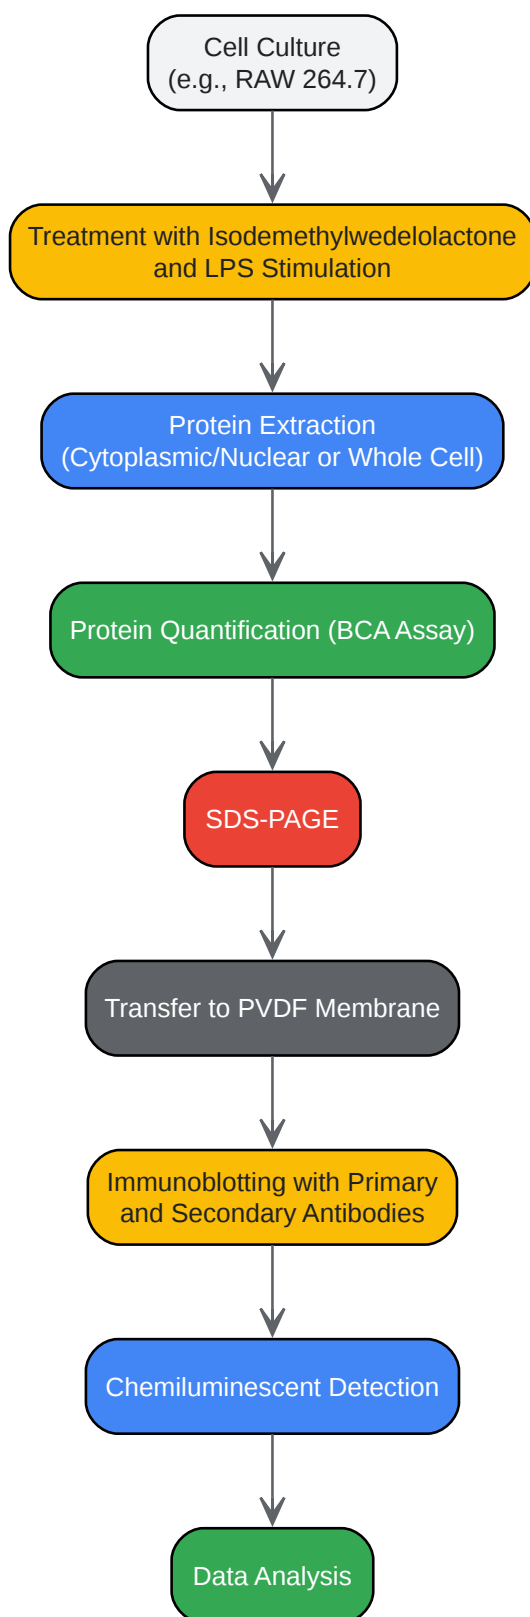 Cell Culture
(e.g., RAW 264.7)
Treatment with Isodemethylwedelolactone
and LPS Stimulation
Protein Extraction
(Cytoplasmic/Nuclear or Whole Cell)
Protein Quantification (BCA Assay)
SDS-PAGE
Transfer to PVDF Membrane
Immunoblotting with Primary
and Secondary Antibodies
Chemiluminescent Detection
Data Analysis